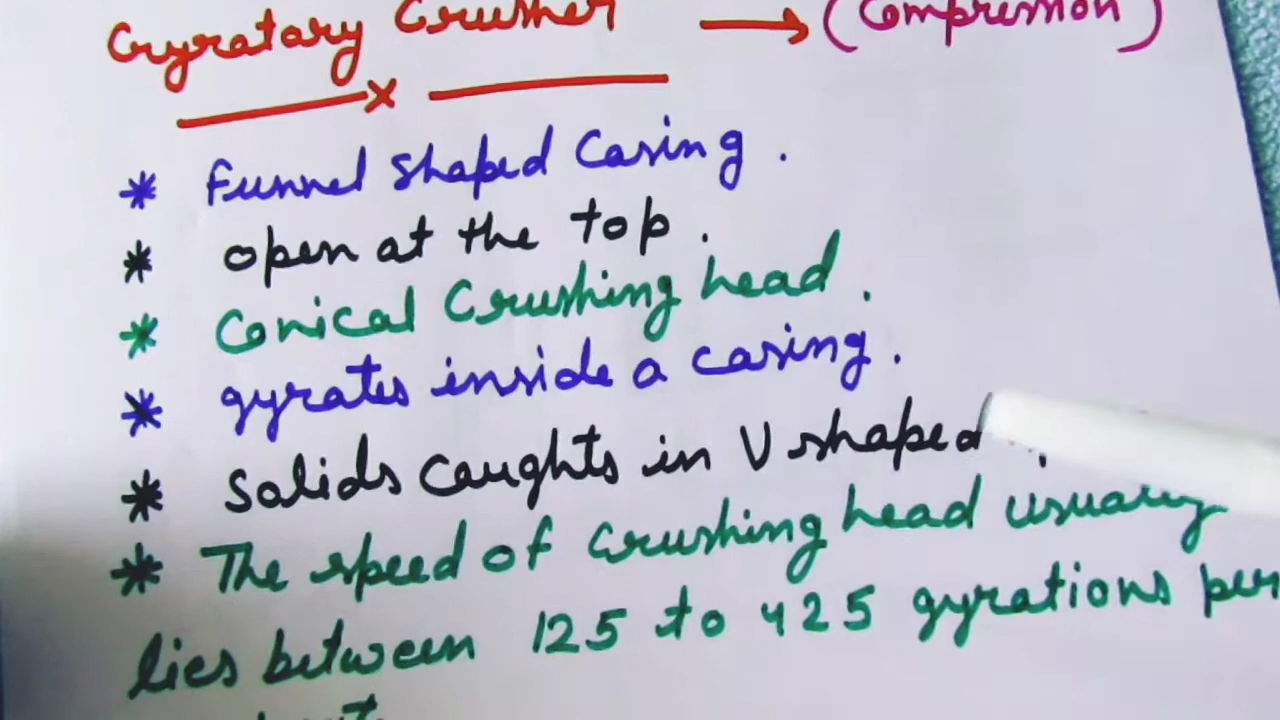 Gyratary Crusher → (Compression)
* Funnel Shaped Casing.
* open at the top.
* Conical Crushing head.
* gyrates inside a casing.
* Solids Caughts in V shaped.
* The speed of crushing head usually
lies between 125 to 425 gyrations per